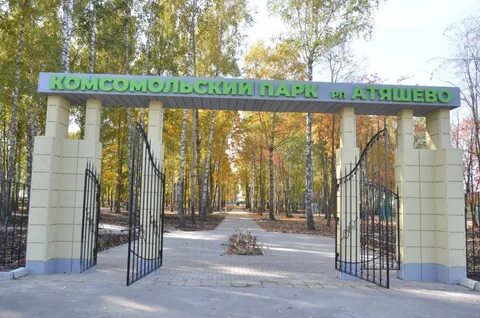 КОМСОМОЛЬСКИЙ ПАРК РП АТЯШЕВО